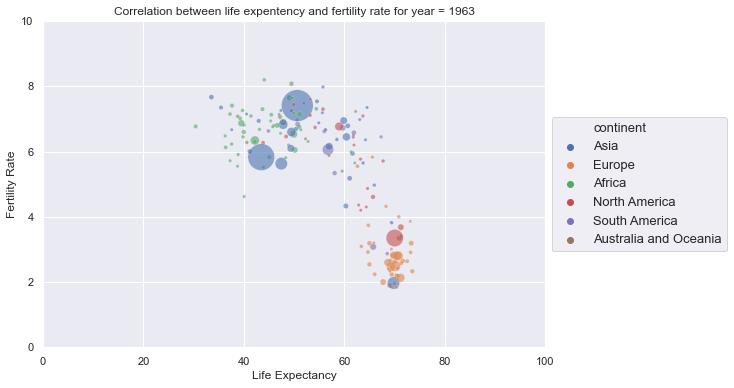 Correlation between life expentency and fertility rate for year = 1963
10
8
6
4
2
0
Fertility Rate
0 20 40 60 80 100
Life Expectancy
continent
Asia
Europe
Africa
North America
South America
Australia and Oceania